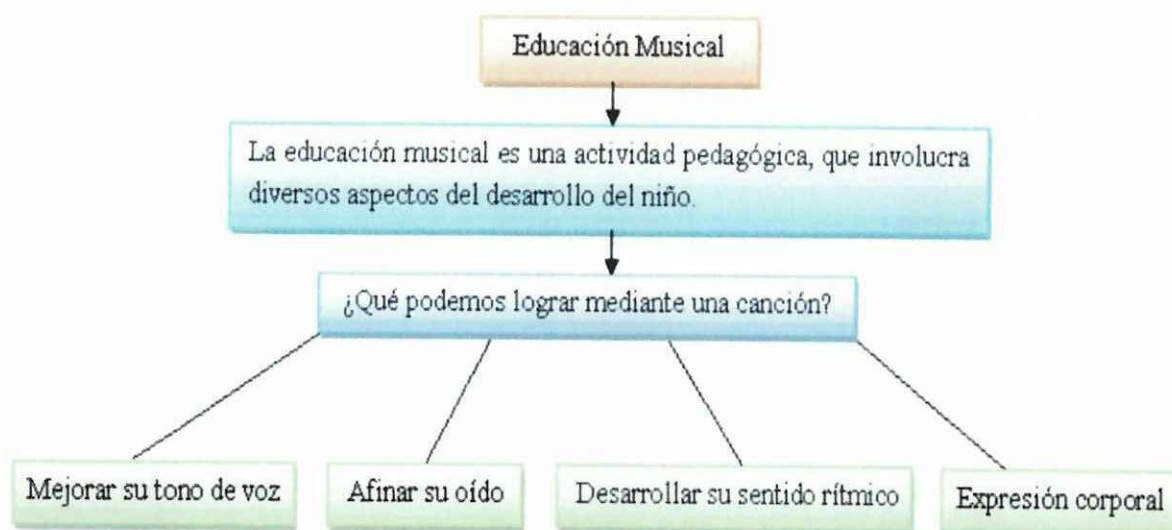 Educación Musical
La educación musical es una actividad pedagógica, que involucra
diversos aspectos del desarrollo del niño.
¿Qué podemos lograr mediante una canción?
Mejorar su tono de voz
Afinar su oído
Desarrollar su sentido rítmico
Expresión corporal